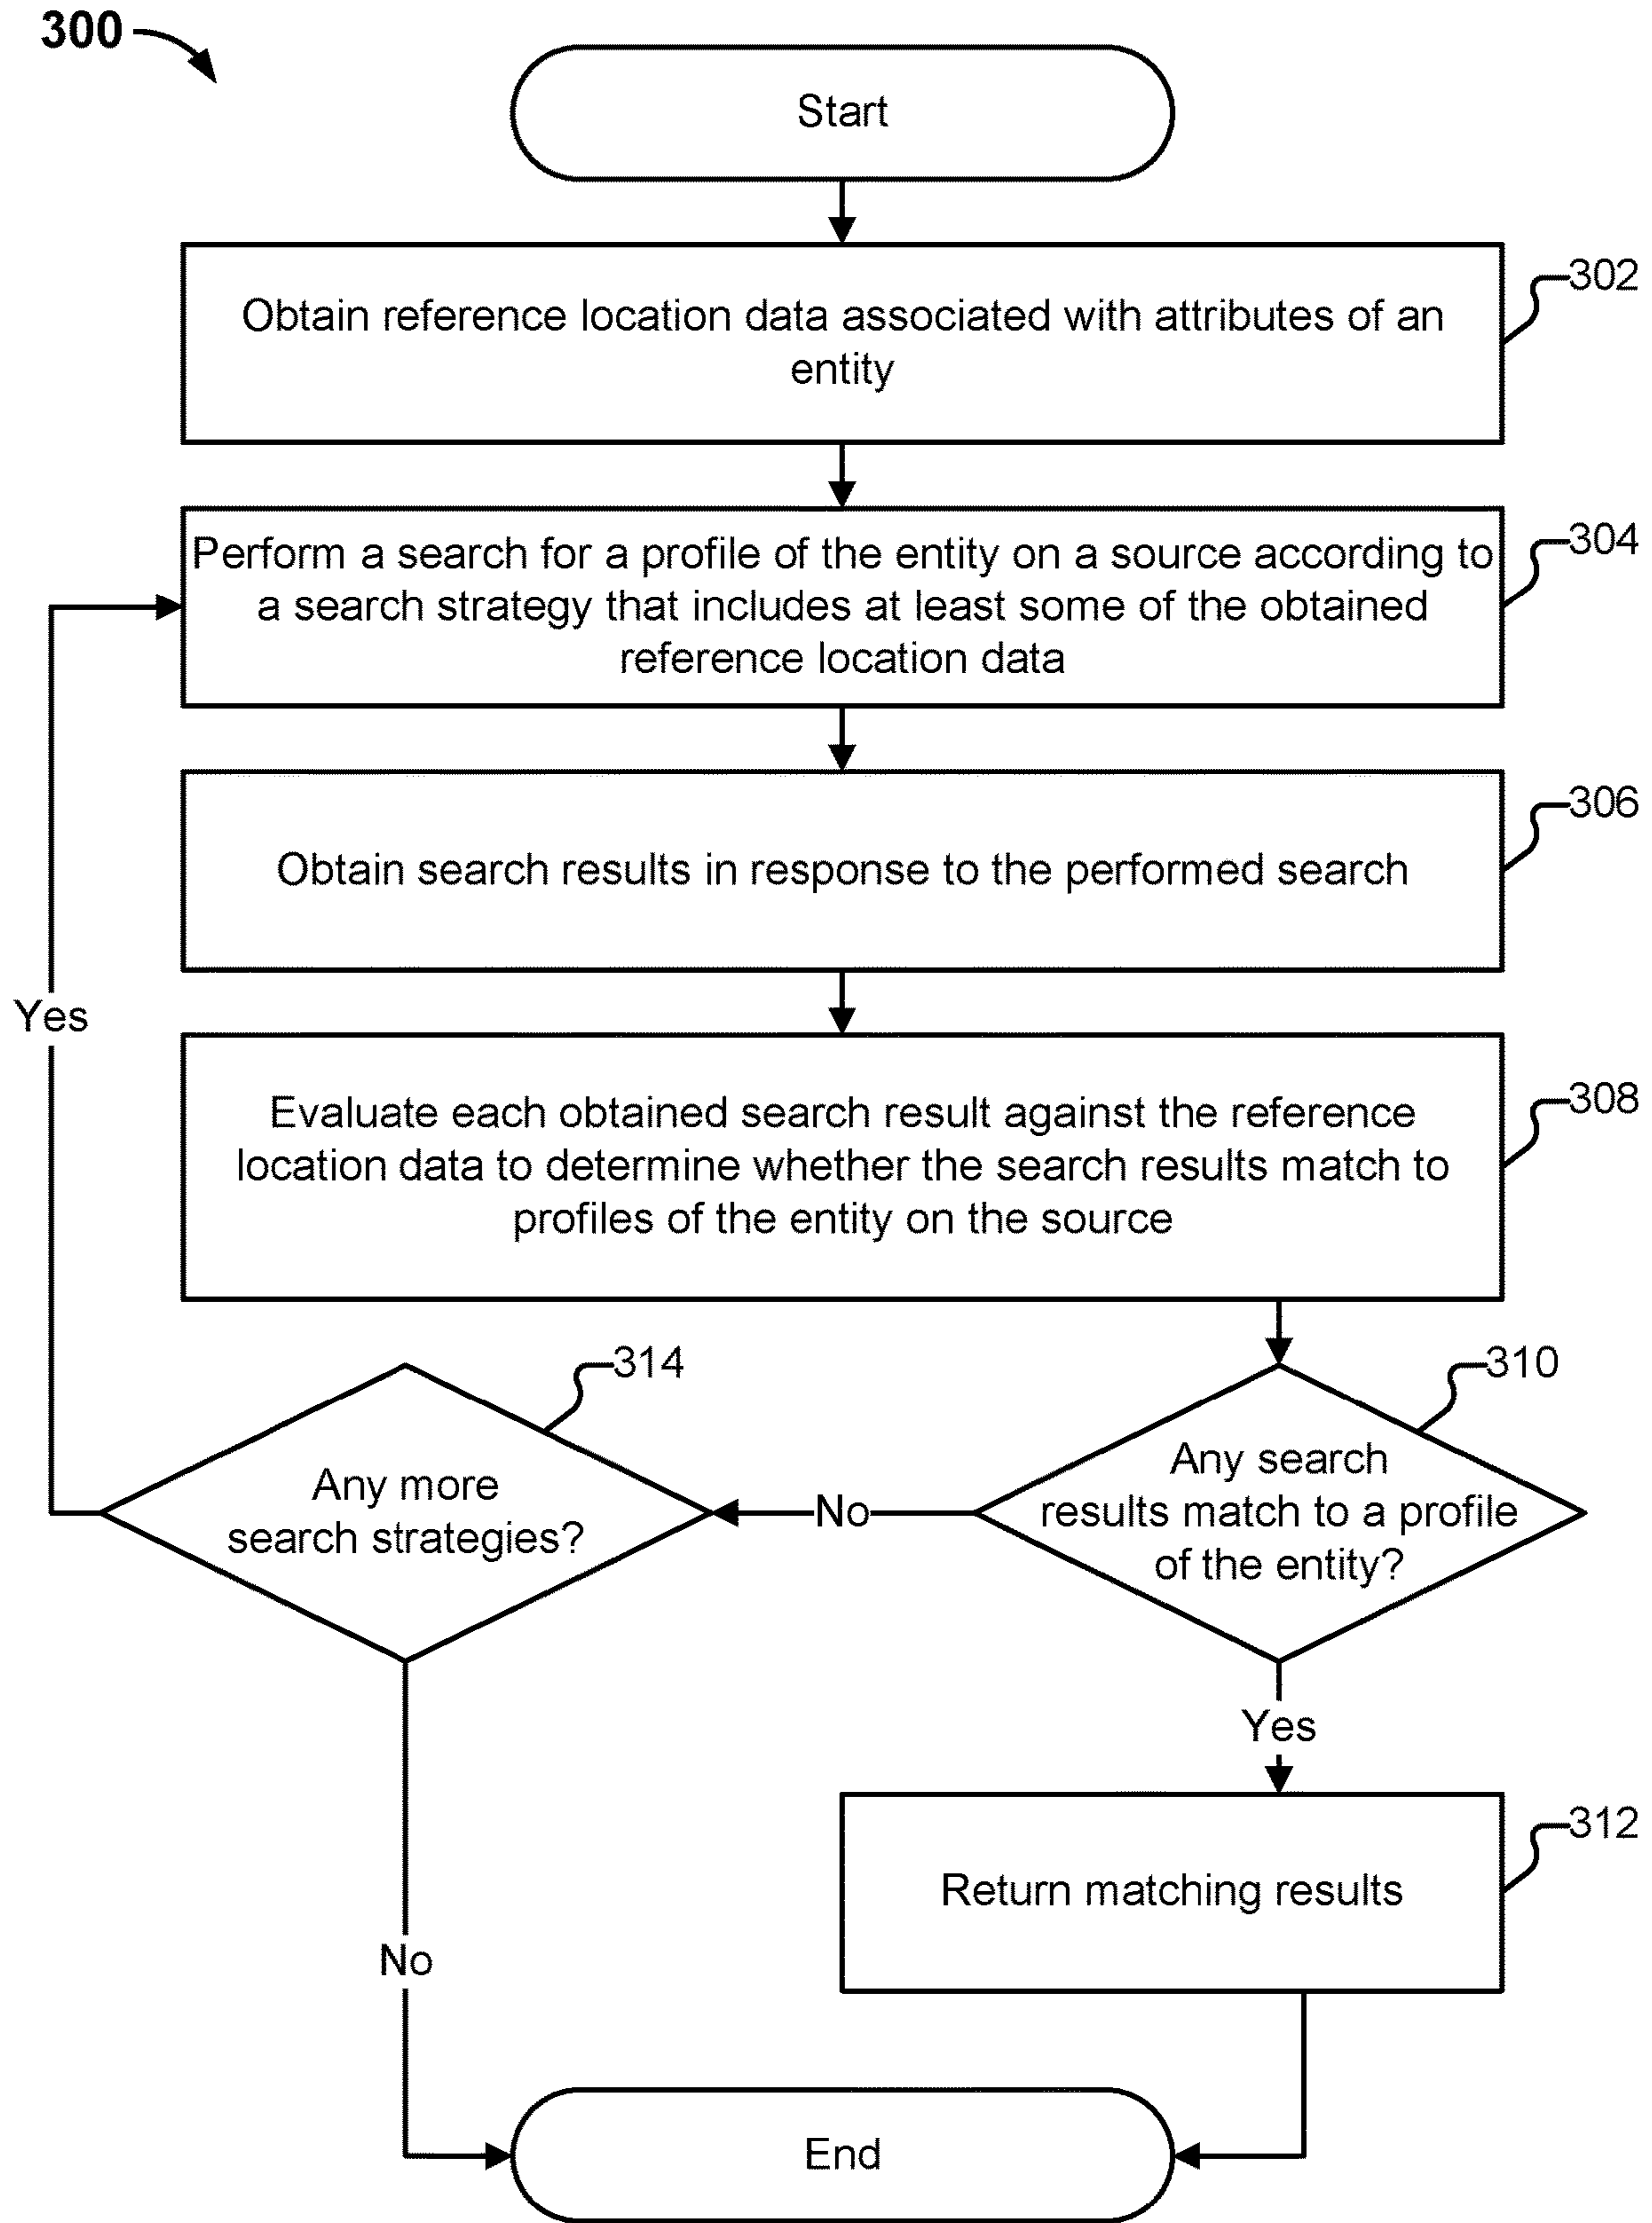 300
Start
Obtain reference location data associated with attributes of an
entity
302
Perform a search for a profile of the entity on a source according to
a search strategy that includes at least some of the obtained
reference location data
304
Obtain search results in response to the performed search
306
Yes
Evaluate each obtained search result against the reference
location data to determine whether the search results match to
profiles of the entity on the source
308
314
Any more
search strategies?
No
310
Any search
results match to a profile
of the entity?
Yes
312
Return matching results
No
End